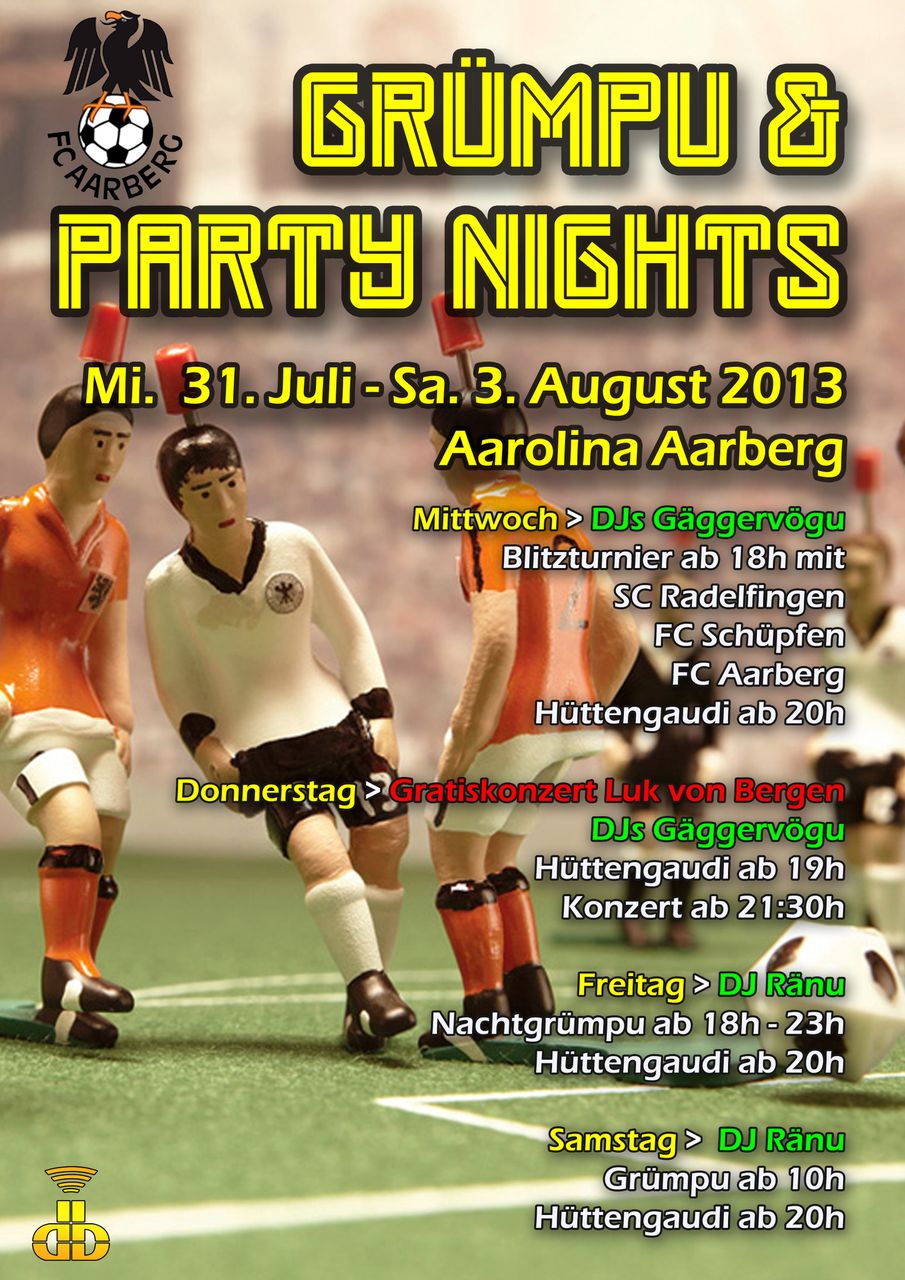 FC AARBERG
GRÜMPU &
PARTY NIGHTS
Mi. 31. Juli - Sa. 3. August 2013
Aarolina Aarberg
Mittwoch > DJs Gäggervögu
Blitzturnier ab 18h mit
SC Radelfingen
FC Schüpfen
FC Aarberg
Hüttengaudi ab 20h
Donnerstag > Gratiskonzert Luk von Bergen
DJs Gäggervögu
Hüttengaudi ab 19h
Konzert ab 21:30h
Freitag > DJ Ränu
Nachtgrümpu ab 18h - 23h
Hüttengaudi ab 20h
Samstag > DJ Ränu
Grümpu ab 10h
Hüttengaudi ab 20h